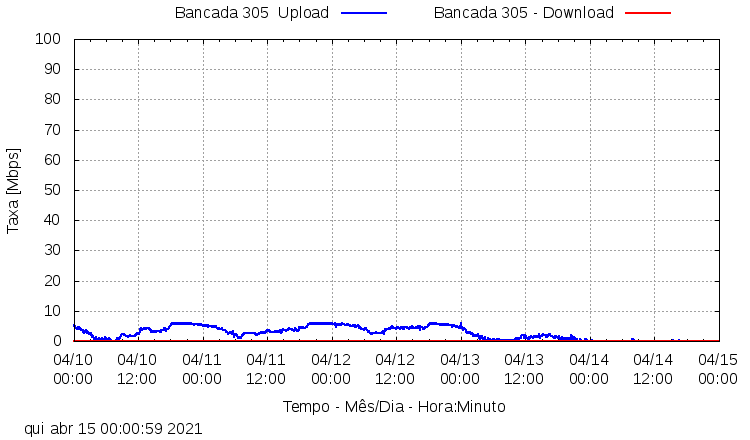 Bancada 305  Upload
Bancada 305 - Download
100
90
80
70
60
50
40
30
20
10
0
Taxa [Mbps]
04/10 04/10 04/11 04/11 04/12 04/12 04/13 04/13 04/14 04/14 04/15
00:00 12:00 00:00 12:00 00:00 12:00 00:00 12:00 00:00 12:00 00:00
Tempo - Mês/Dia - Hora:Minuto
qui abr 15 00:00:59 2021